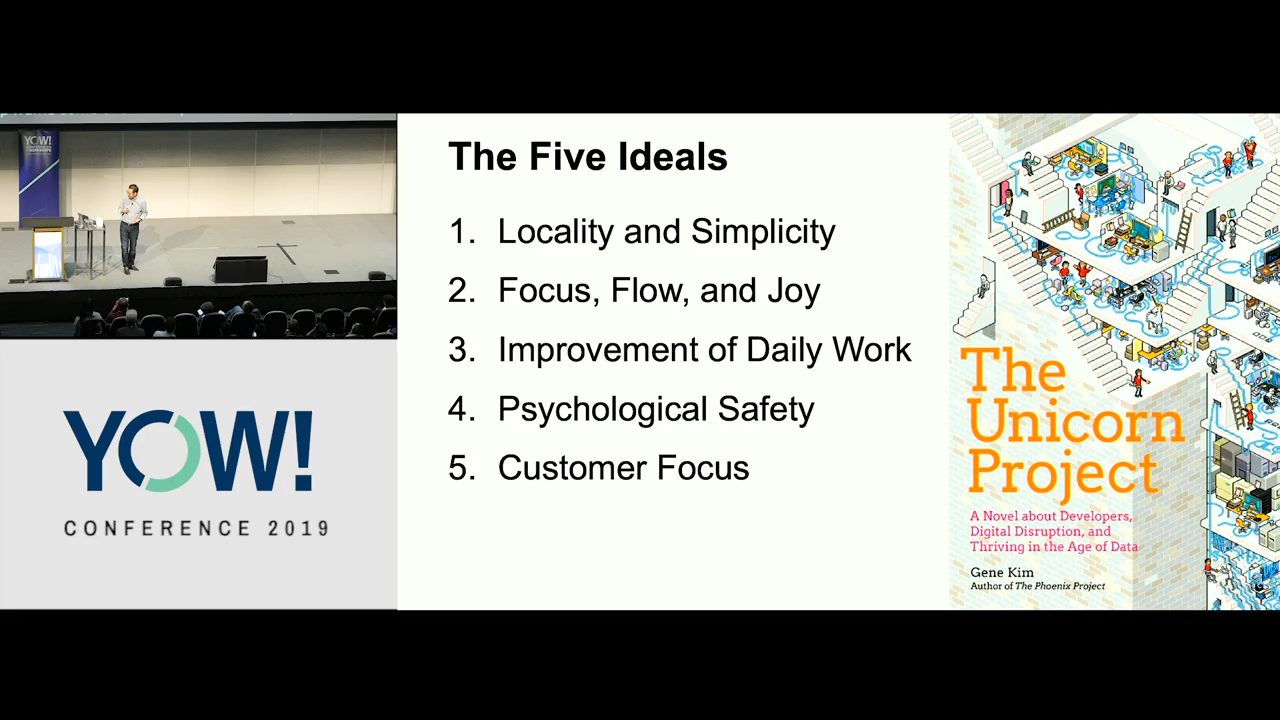 YOW!
YOW!
CONFERENCE 2019
The Five Ideals
1. Locality and Simplicity
2. Focus, Flow, and Joy
3. Improvement of Daily Work
4. Psychological Safety
5. Customer Focus
The
Unicorn
Project
A Novel about Developers,
Digital Disruption, and
Thriving in the Age of Data
Gene Kim
Author of The Phoenix Project